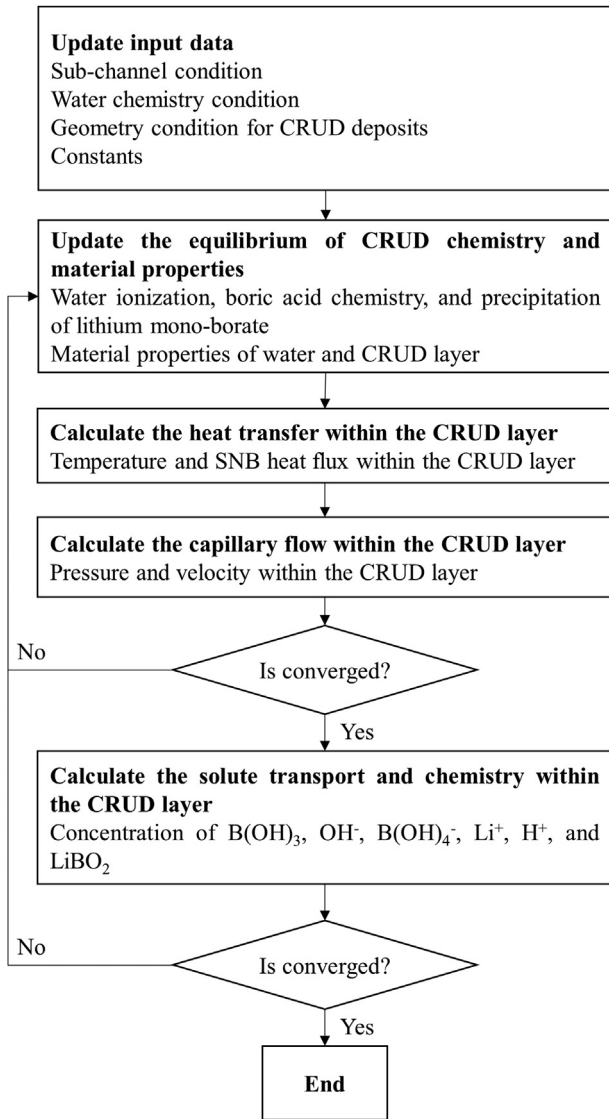 Update input data
Sub-channel condition
Water chemistry condition
Geometry condition for CRUD deposits
Constants
Update the equilibrium of CRUD chemistry and
material properties
Water ionization, boric acid chemistry, and precipitation
of lithium mono-borate
Material properties of water and CRUD layer
Calculate the heat transfer within the CRUD layer
Temperature and SNB heat flux within the CRUD layer
Calculate the capillary flow within the CRUD layer
Pressure and velocity within the CRUD layer
No
Is converged?
Yes
Calculate the solute transport and chemistry within
the CRUD layer
Concentration of B(OH)₃, OH⁻, B(OH)₄⁻, Li⁺, H⁺, and
LiBO₂
No
Is converged?
Yes
End